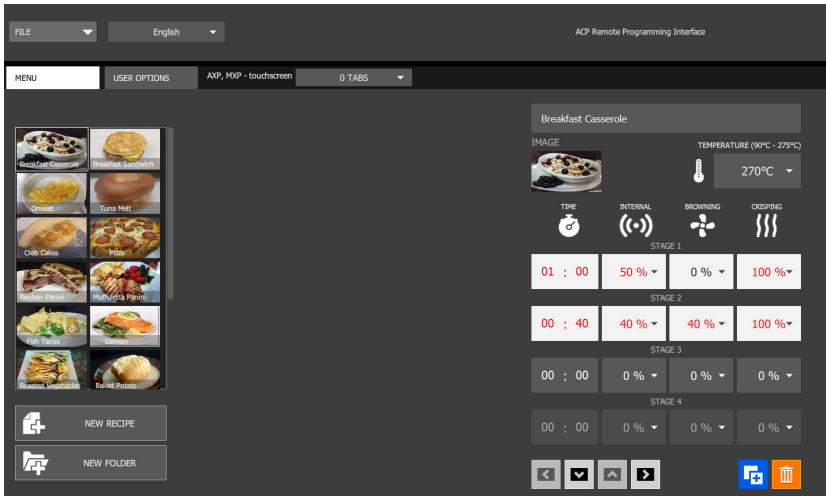 FILE
English
ACP Remote Programming Interface
MENU
USER OPTIONS
AXP, MXP - touchscreen
0 TABS
Breakfast Casserole
Breakfast Sandwich
Omelet
Tuna Melt
Crab Cakes
Pizza
Reuben Panini
Muffuletta Panini
Fish Tacos
Salmon
Roasted Vegetables
Baked Potato
NEW RECIPE
NEW FOLDER
Breakfast Casserole
IMAGE
TEMPERATURE (90°C - 275°C)
270°C
TIME INTERNAL BROWNING CRISPING
STAGE 1
01 : 00 50 % 0 % 100 %
STAGE 2
00 : 40 40 % 40 % 100 %
STAGE 3
00 : 00 0 % 0 % 0 %
STAGE 4
00 : 00 0 % 0 % 0 %